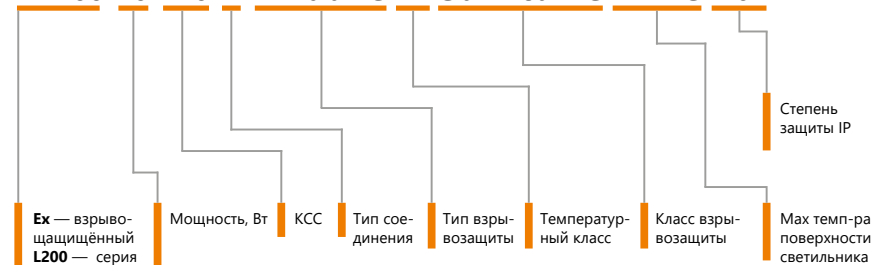 Степень
защиты IP
Ex — взрыво-
щащищённый
L200 — серия
Мощность, Вт
КСС
Тип сое-
динения
Тип взры-
возащиты
Температур-
ный класс
Класс взры-
возащиты
Мах темп-ра
поверхности
светильника